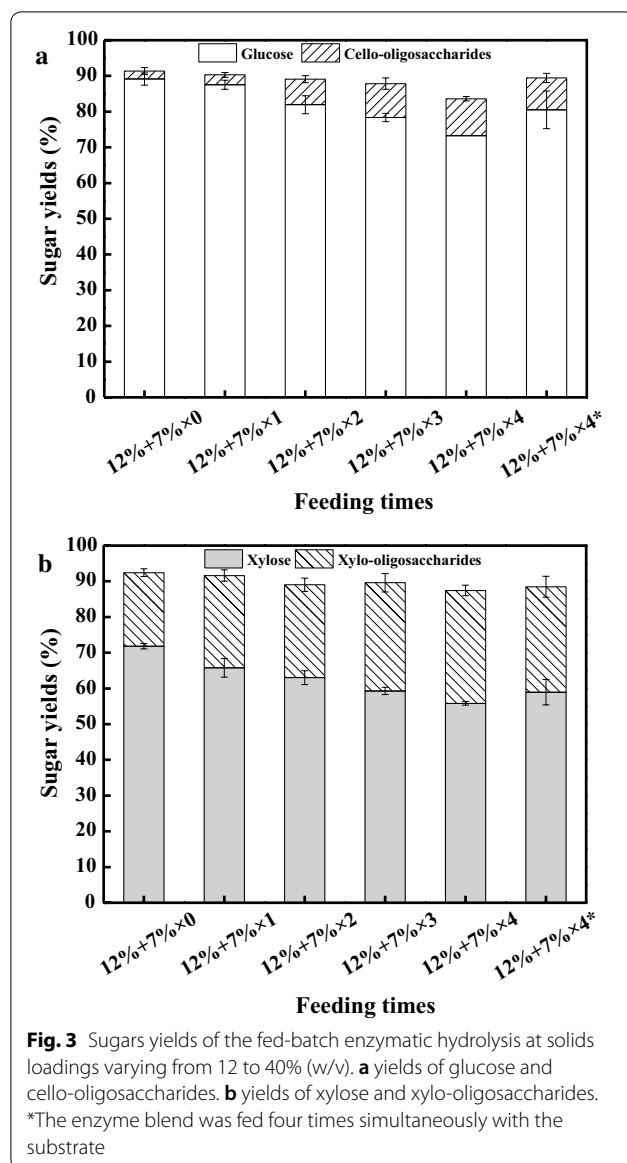 a
Glucose Cello-oligosaccharides
100
90
80
70
60
50
40
30
20
10
0
Sugar yields (%)
12%+7%×0
12%+7%×1
12%+7%×2
12%+7%×3
12%+7%×4
12%+7%×4*
Feeding times
b
Xylose Xylo-oligosaccharides
100
90
80
70
60
50
40
30
20
10
0
Sugar yields (%)
12%+7%×0
12%+7%×1
12%+7%×2
12%+7%×3
12%+7%×4
12%+7%×4*
Feeding times
Fig. 3 Sugars yields of the fed-batch enzymatic hydrolysis at solids
loadings varying from 12 to 40% (w/v). a yields of glucose and
cello-oligosaccharides. b yields of xylose and xylo-oligosaccharides.
*The enzyme blend was fed four times simultaneously with the
substrate